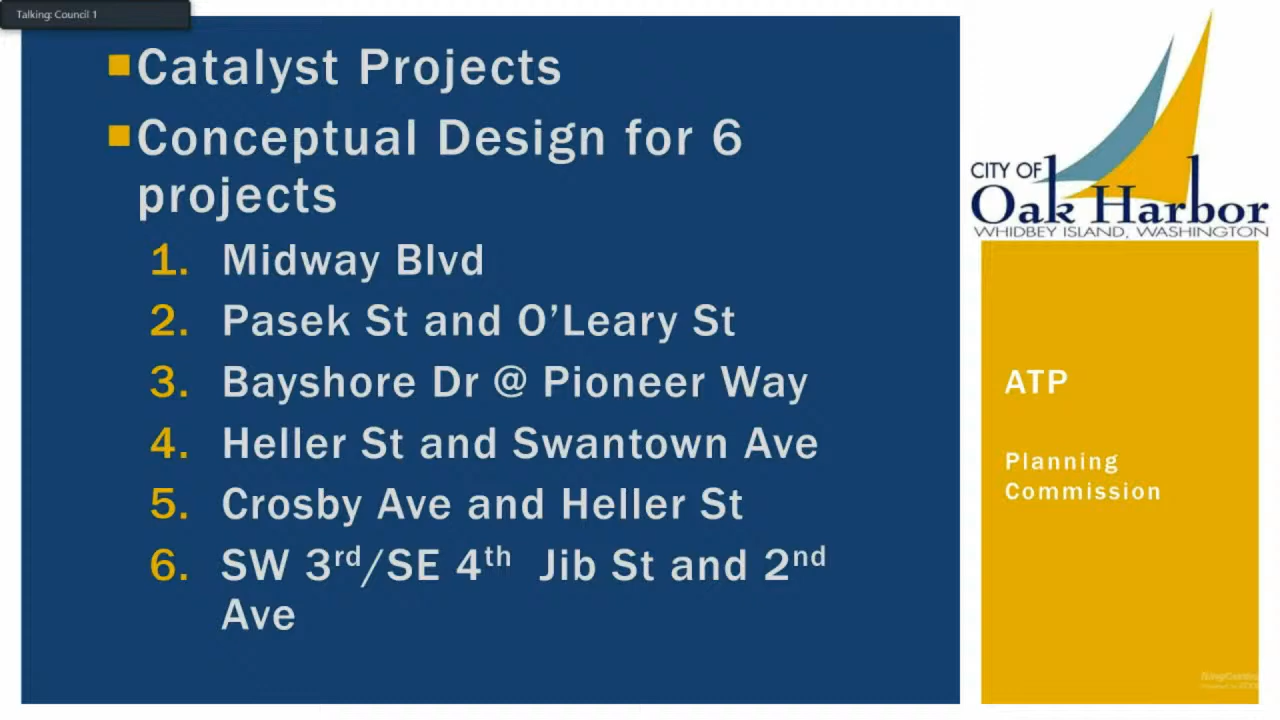 Talking: Council 1
Catalyst Projects
Conceptual Design for 6
projects
1. Midway Blvd
2. Pasek St and O’Leary St
3. Bayshore Dr @ Pioneer Way
4. Heller St and Swantown Ave
5. Crosby Ave and Heller St
6. SW 3rd/SE 4th Jib St and 2nd
Ave
CITY OF
Oak Harbor
WHIDBEY ISLAND, WASHINGTON
ATP
Planning
Commission